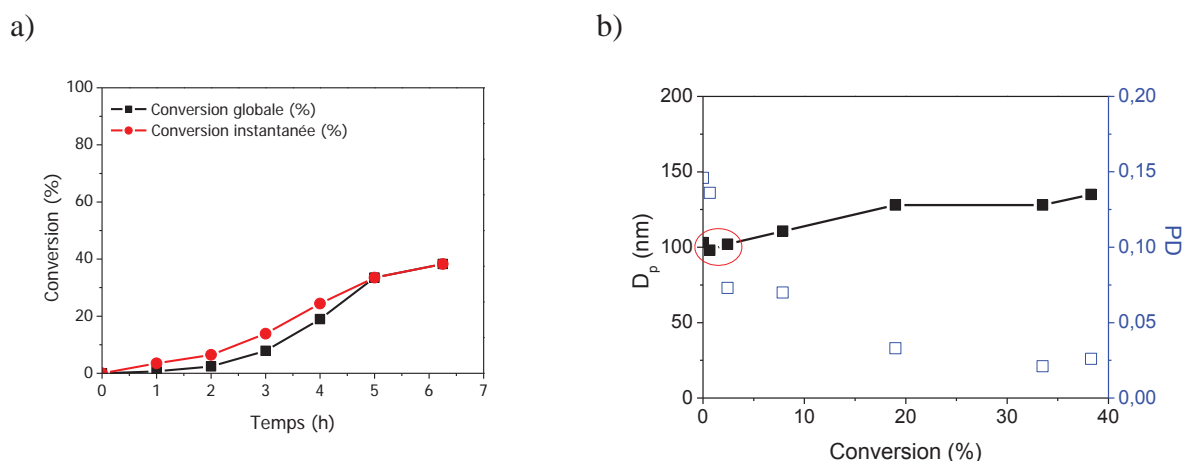 a)
b)
Conversion globale (%)
Conversion instantanée (%)
Conversion (%)
100
80
60
40
20
0
0 1 2 3 4 5 6 7
Temps (h)
D_p (nm)
200
150
100
50
0
0 10 20 30 40
Conversion (%)
0,20
0,15
0,10
0,05
0,00
PD